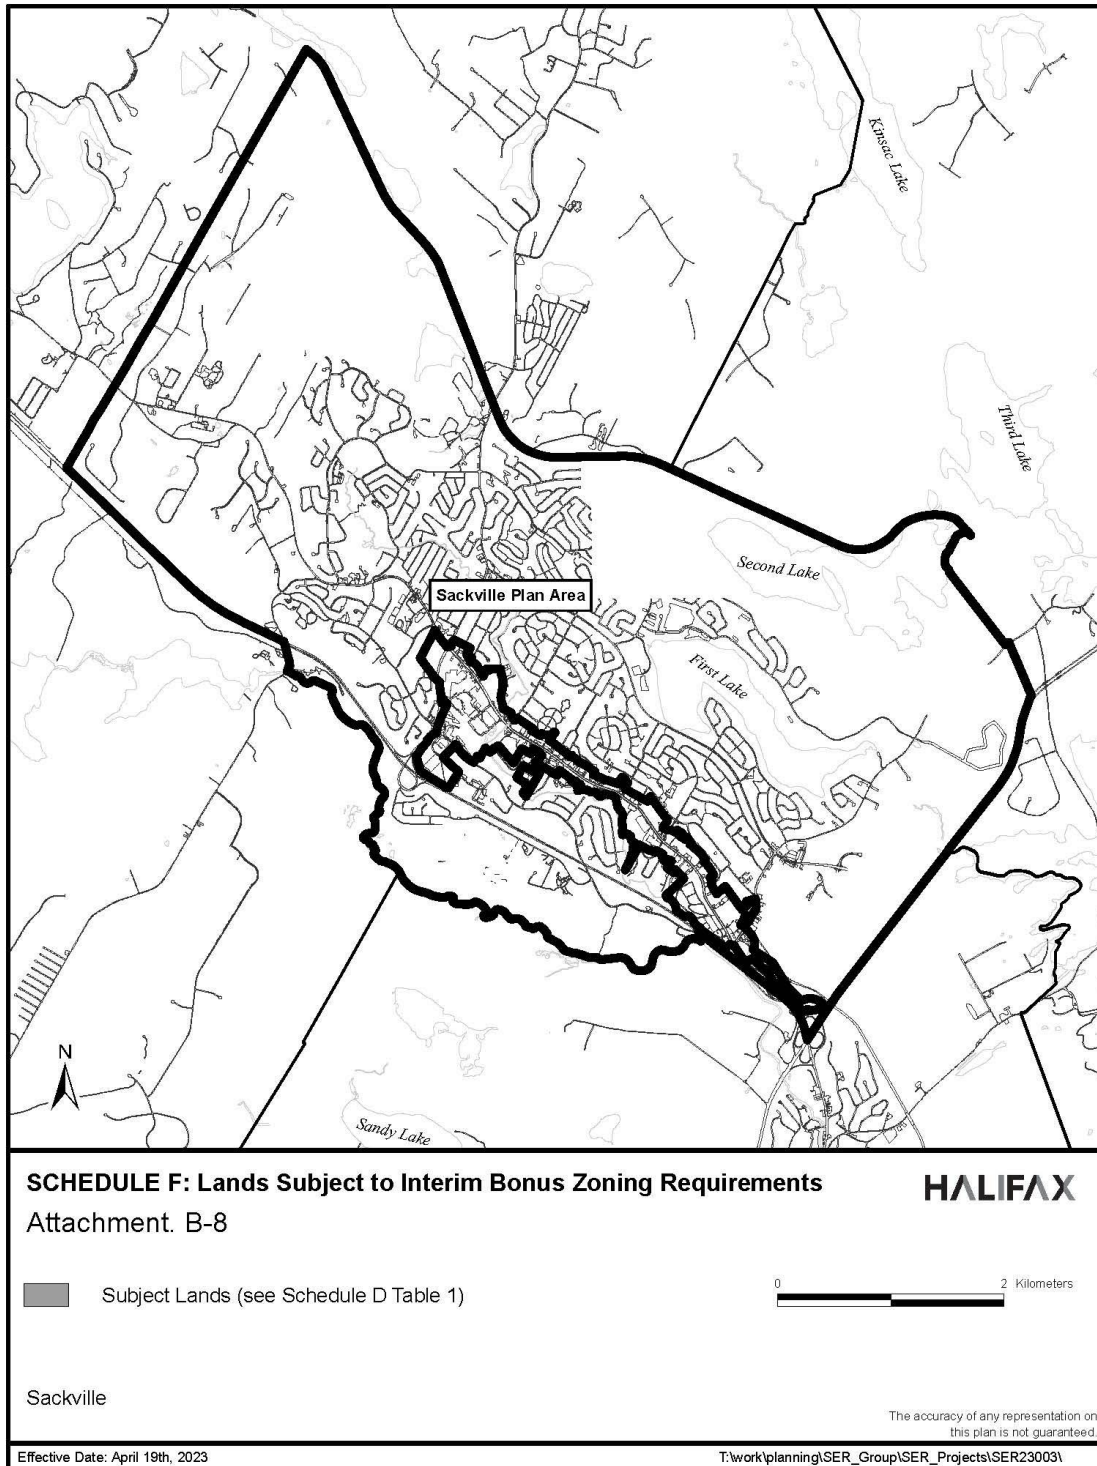 Kinsac Lake
Third Lake
Second Lake
Sackville Plan Area
First Lake
N
Sandy Lake
SCHEDULE F: Lands Subject to Interim Bonus Zoning Requirements
HALIFAX
Attachment. B-8
Subject Lands (see Schedule D Table 1)
0 2 Kilometers
Sackville
The accuracy of any representation on
this plan is not guaranteed.
Effective Date: April 19th, 2023
T:\work\planning\SER_Group\SER_Projects\SER23003\